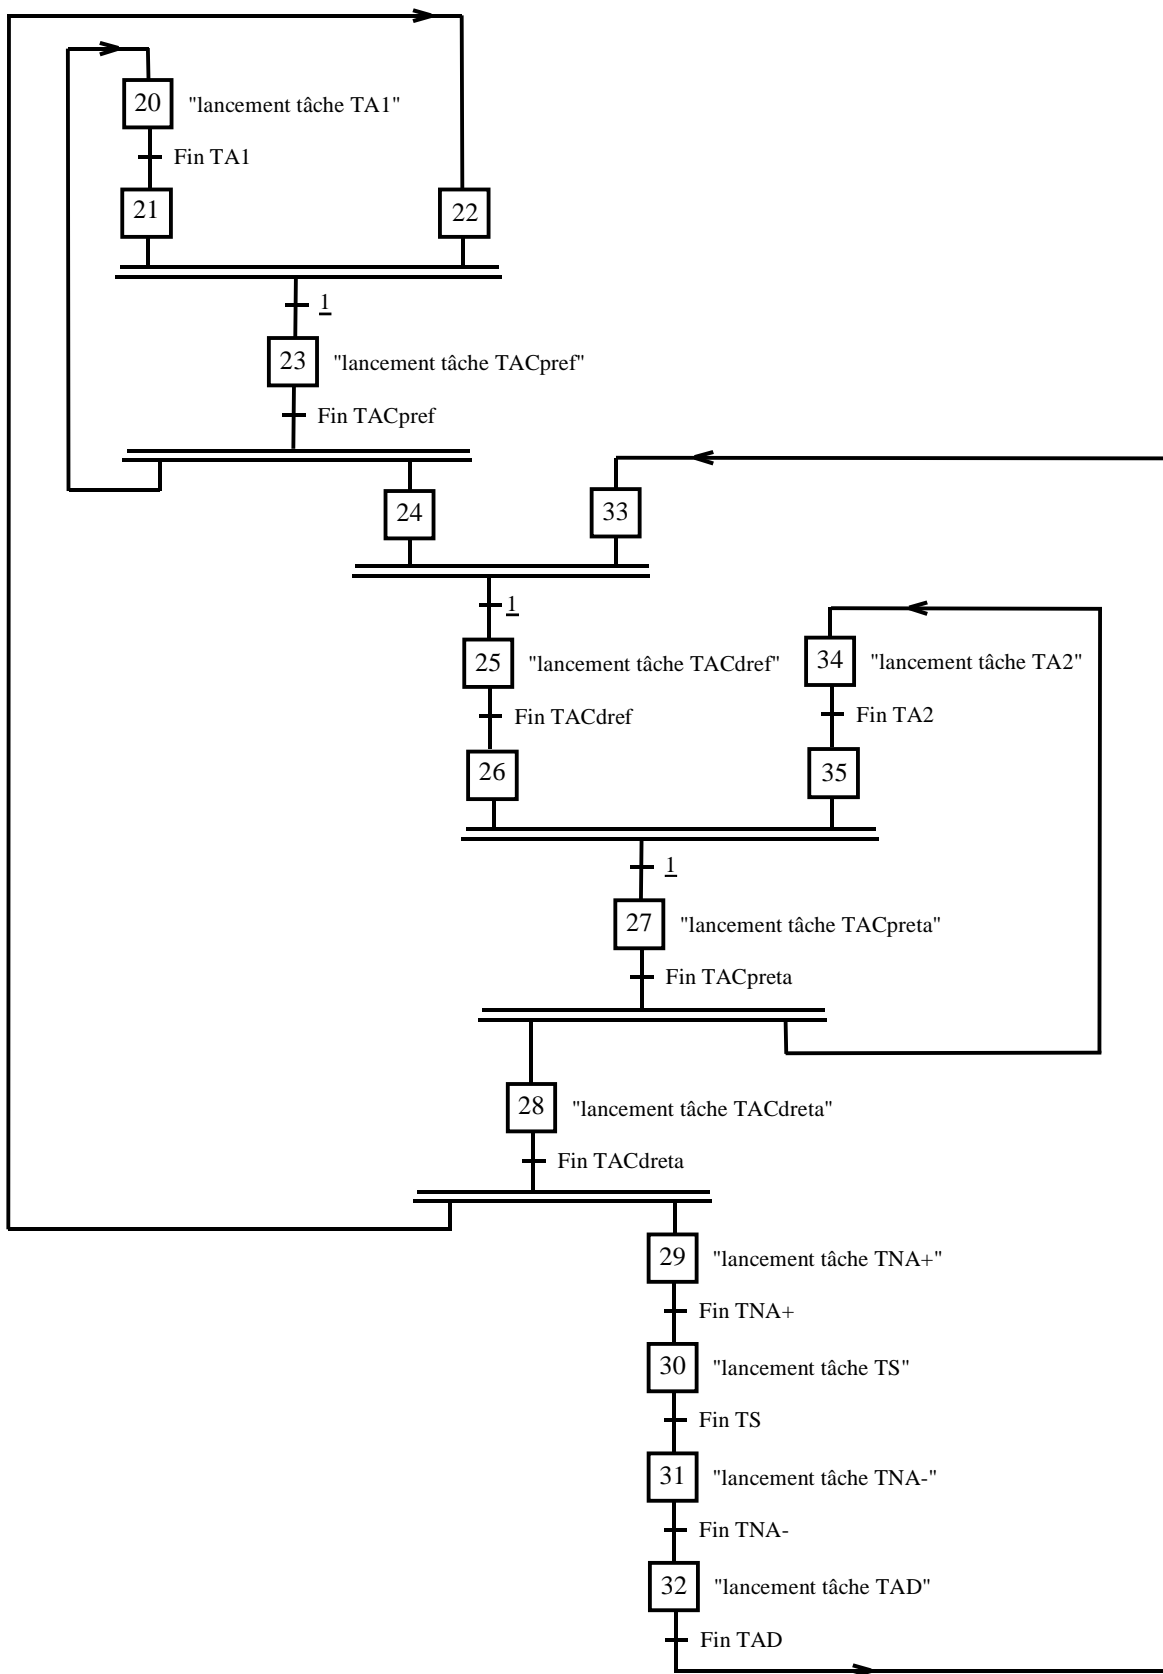 20 "lancement tâche TA1"
Fin TA1
21 22
1
23 "lancement tâche TACpref"
Fin TACpref
24 33
1
25 "lancement tâche TACdref" 34 "lancement tâche TA2"
Fin TACdref Fin TA2
26 35
1
27 "lancement tâche TACpreta"
Fin TACpreta
28 "lancement tâche TACdreta"
Fin TACdreta
29 "lancement tâche TNA+"
Fin TNA+
30 "lancement tâche TS"
Fin TS
31 "lancement tâche TNA-"
Fin TNA-
32 "lancement tâche TAD"
Fin TAD